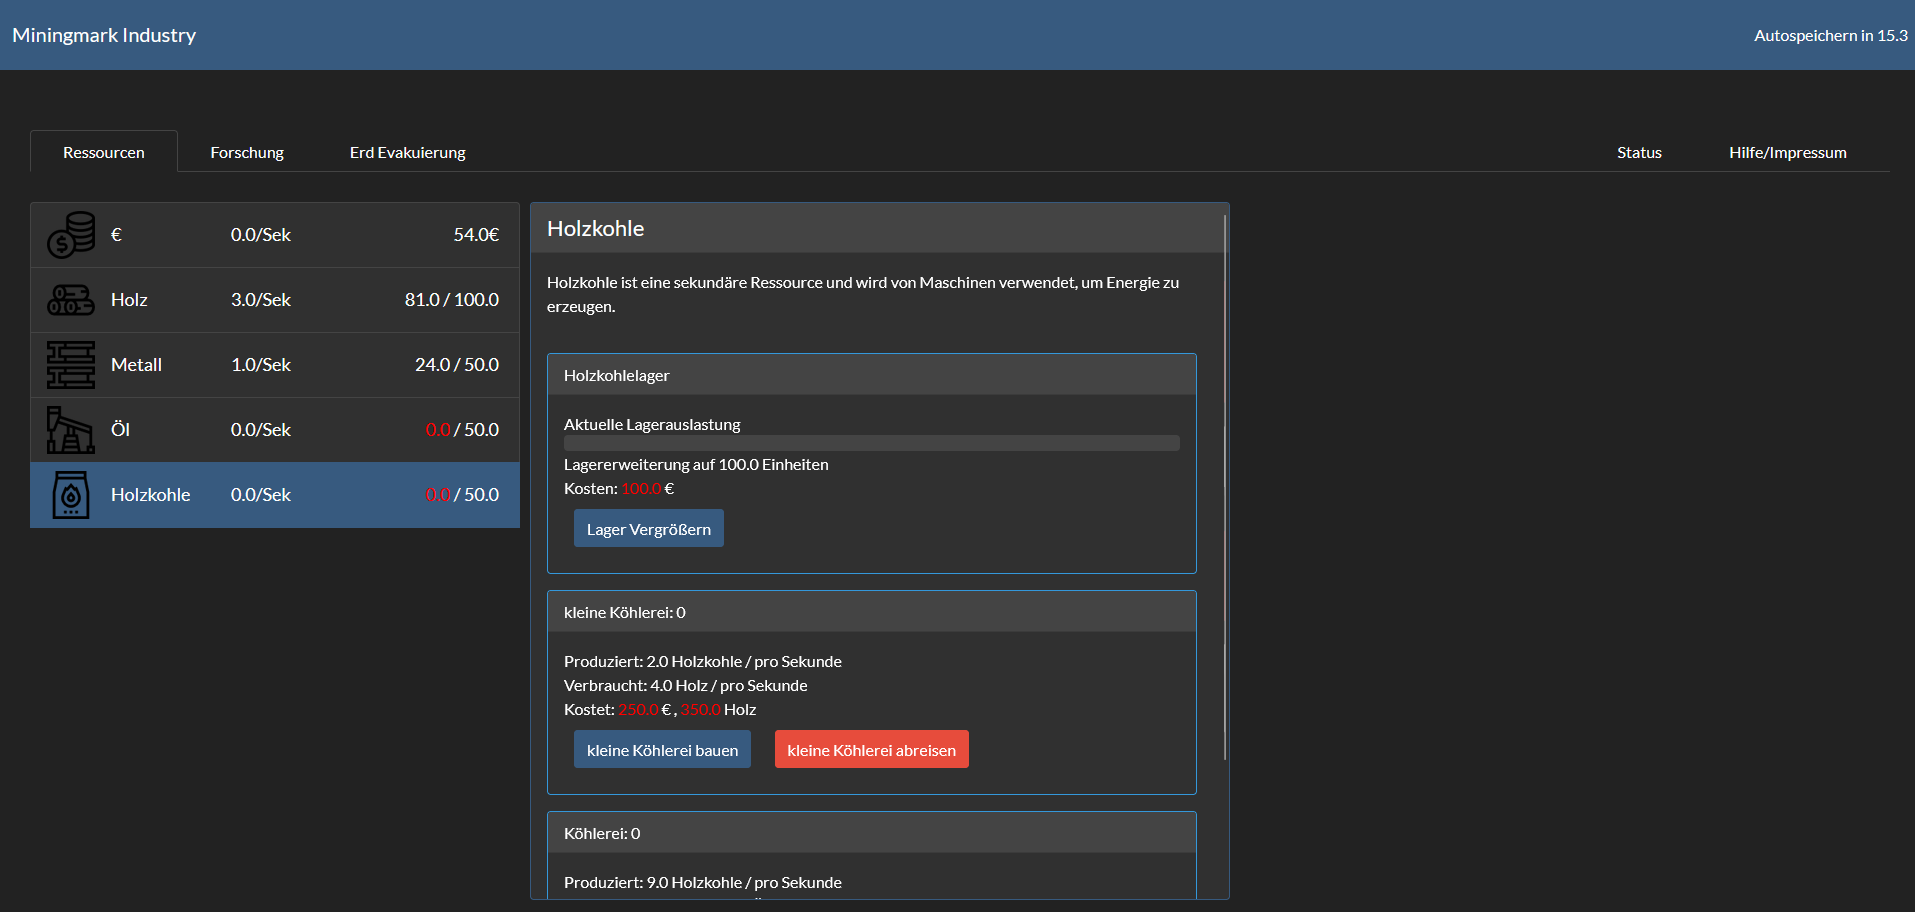 Miningmark Industry
Autospeichern in 15.3
Ressourcen
Forschung
Erd Evakuierung
Status
Hilfe/Impressum
€ 0.0/Sek 54.0€
Holz 3.0/Sek 81.0 / 100.0
Metall 1.0/Sek 24.0 / 50.0
Öl 0.0/Sek 0.0 / 50.0
Holzkohle 0.0/Sek 0.0 / 50.0
Holzkohle
Holzkohle ist eine sekundäre Ressource und wird von Maschinen verwendet, um Energie zu
erzeugen.
Holzkohlelager
Aktuelle Lagerauslastung
Lagererweiterung auf 100.0 Einheiten
Kosten: 100.0 €
Lager Vergrößern
kleine Köhlerei: 0
Produziert: 2.0 Holzkohle / pro Sekunde
Verbraucht: 4.0 Holz / pro Sekunde
Kostet: 250.0 € , 350.0 Holz
kleine Köhlerei bauen
kleine Köhlerei abreisen
Köhlerei: 0
Produziert: 9.0 Holzkohle / pro Sekunde